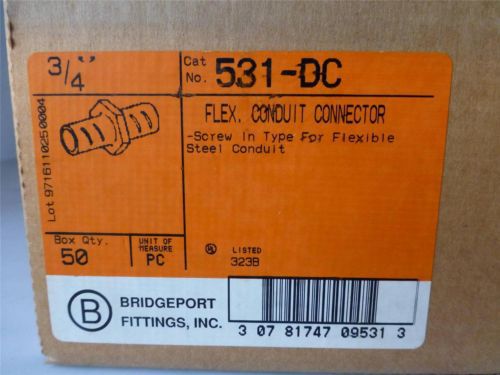 3/4"
Cat No. 531-DC
FLEX. CONDUIT CONNECTOR
-Screw In Type For Flexible
Steel Conduit
Lot 9716110250004
Box Qty.
50
UNIT OF
MEASURE
PC
UL LISTED
323B
B
BRIDGEPORT
FITTINGS, INC.
3 07 81747 09531 3